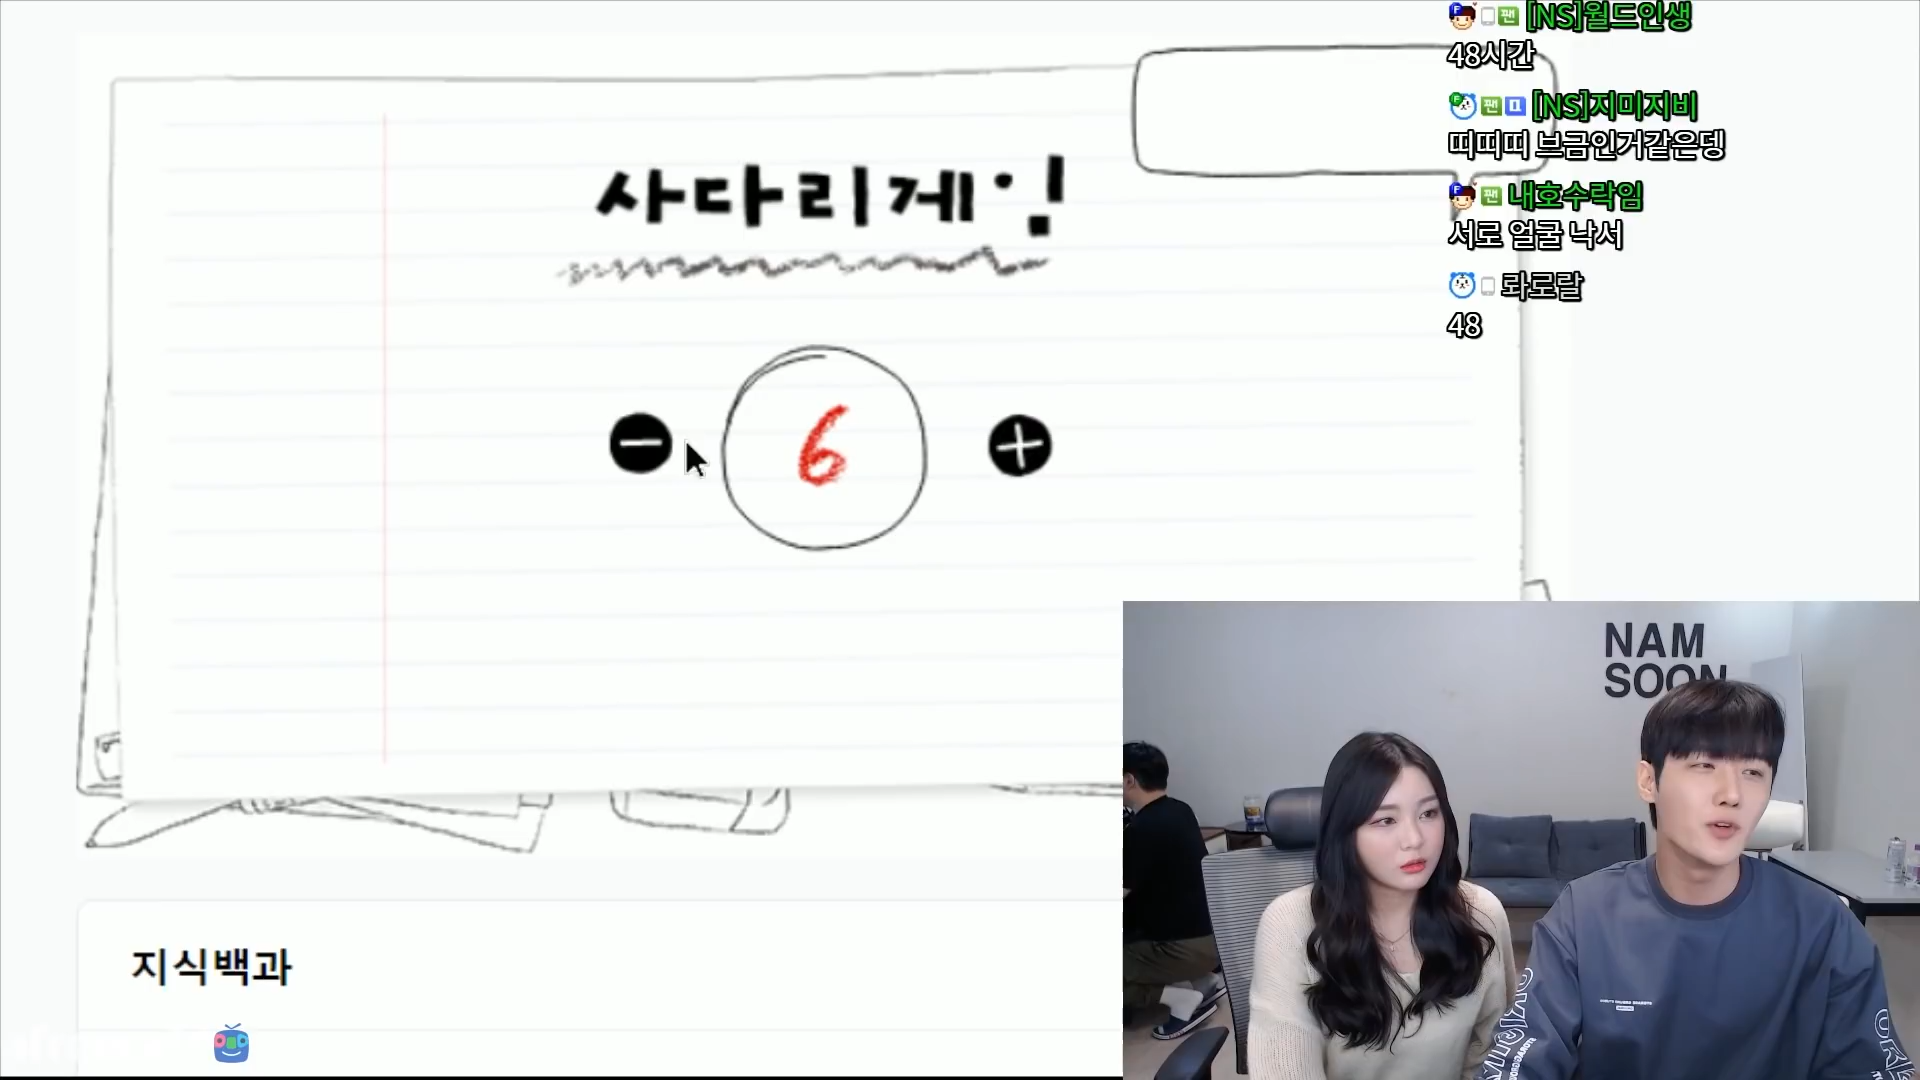 사다리게임
6
[NS]월드인생
48시간
[NS]지미지비
띠띠띠 브금인거같은뎅
내호수락임
서로 얼굴 낙서
롸로랄
48
NAM
SOON
지식백과